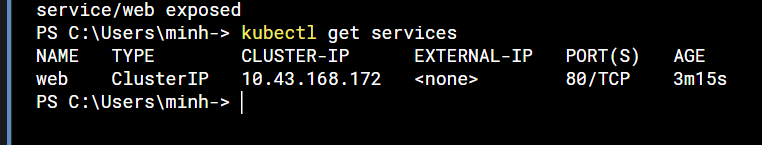 service/web exposed
PS C:\Users\minh-> kubectl get services
NAME   TYPE        CLUSTER-IP      EXTERNAL-IP   PORT(S)   AGE
web    ClusterIP   10.43.168.172   <none>        80/TCP    3m15s
PS C:\Users\minh->